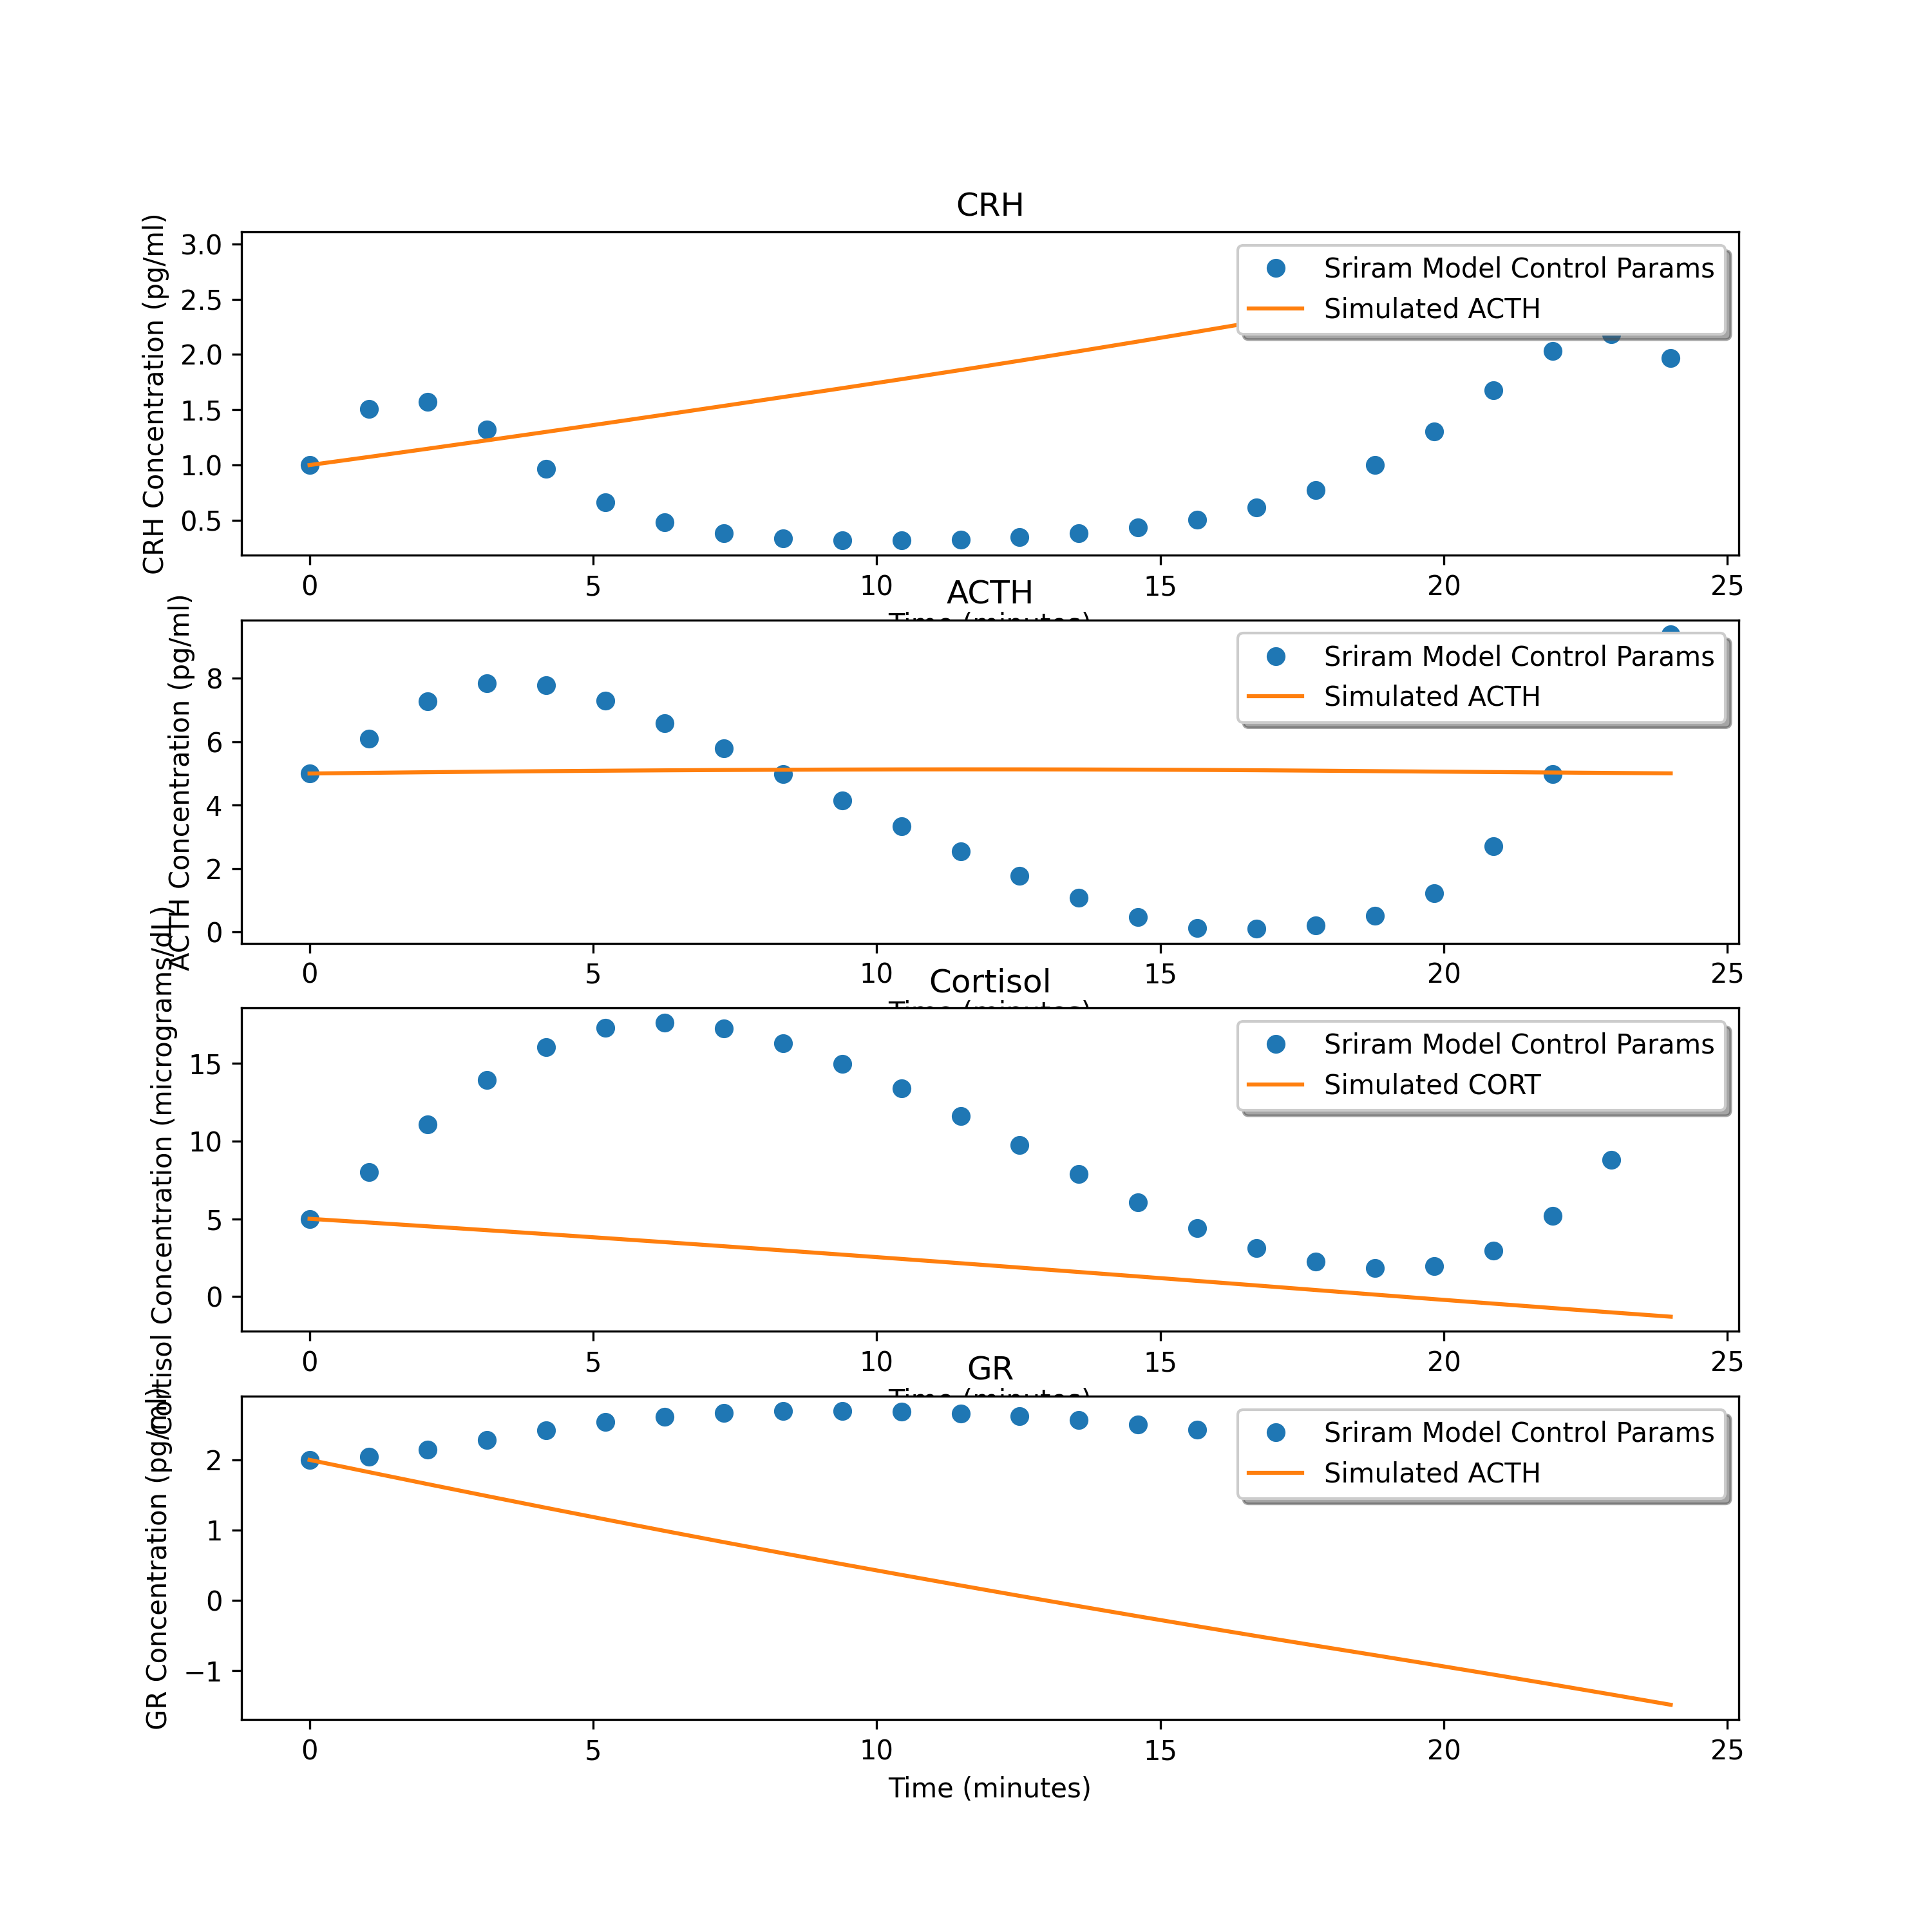 CRH
CRH Concentration (pg/ml)
3.0
2.5
2.0
1.5
1.0
0.5
Sriram Model Control Params
Simulated ACTH
0 5 10 15 20 25
Time (minutes)
ACTH
ACTH Concentration (pg/ml)
8
6
4
2
0
Sriram Model Control Params
Simulated ACTH
0 5 10 15 20 25
Time (minutes)
Cortisol
Cortisol Concentration (micrograms/dL)
15
10
5
0
Sriram Model Control Params
Simulated CORT
0 5 10 15 20 25
Time (minutes)
GR
GR Concentration (pg/ml)
2
1
0
−1
Sriram Model Control Params
Simulated ACTH
0 5 10 15 20 25
Time (minutes)